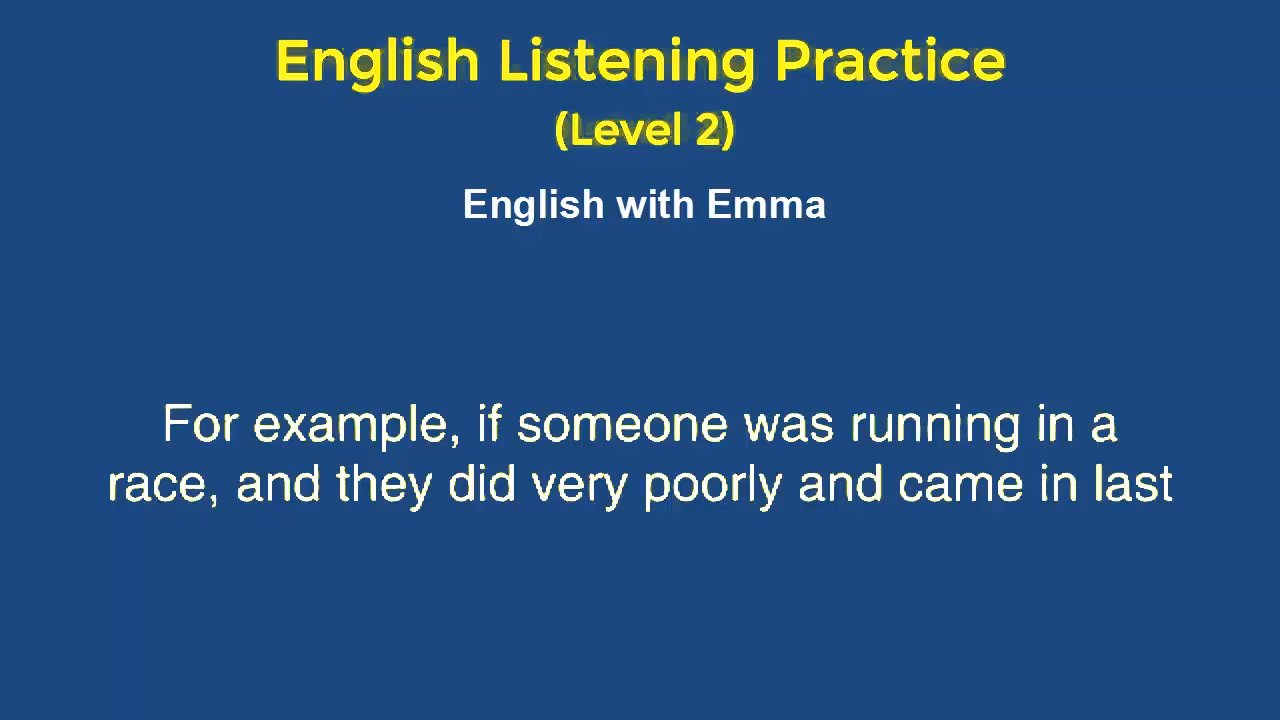 English Listening Practice
(Level 2)
English with Emma
For example, if someone was running in a
race, and they did very poorly and came in last